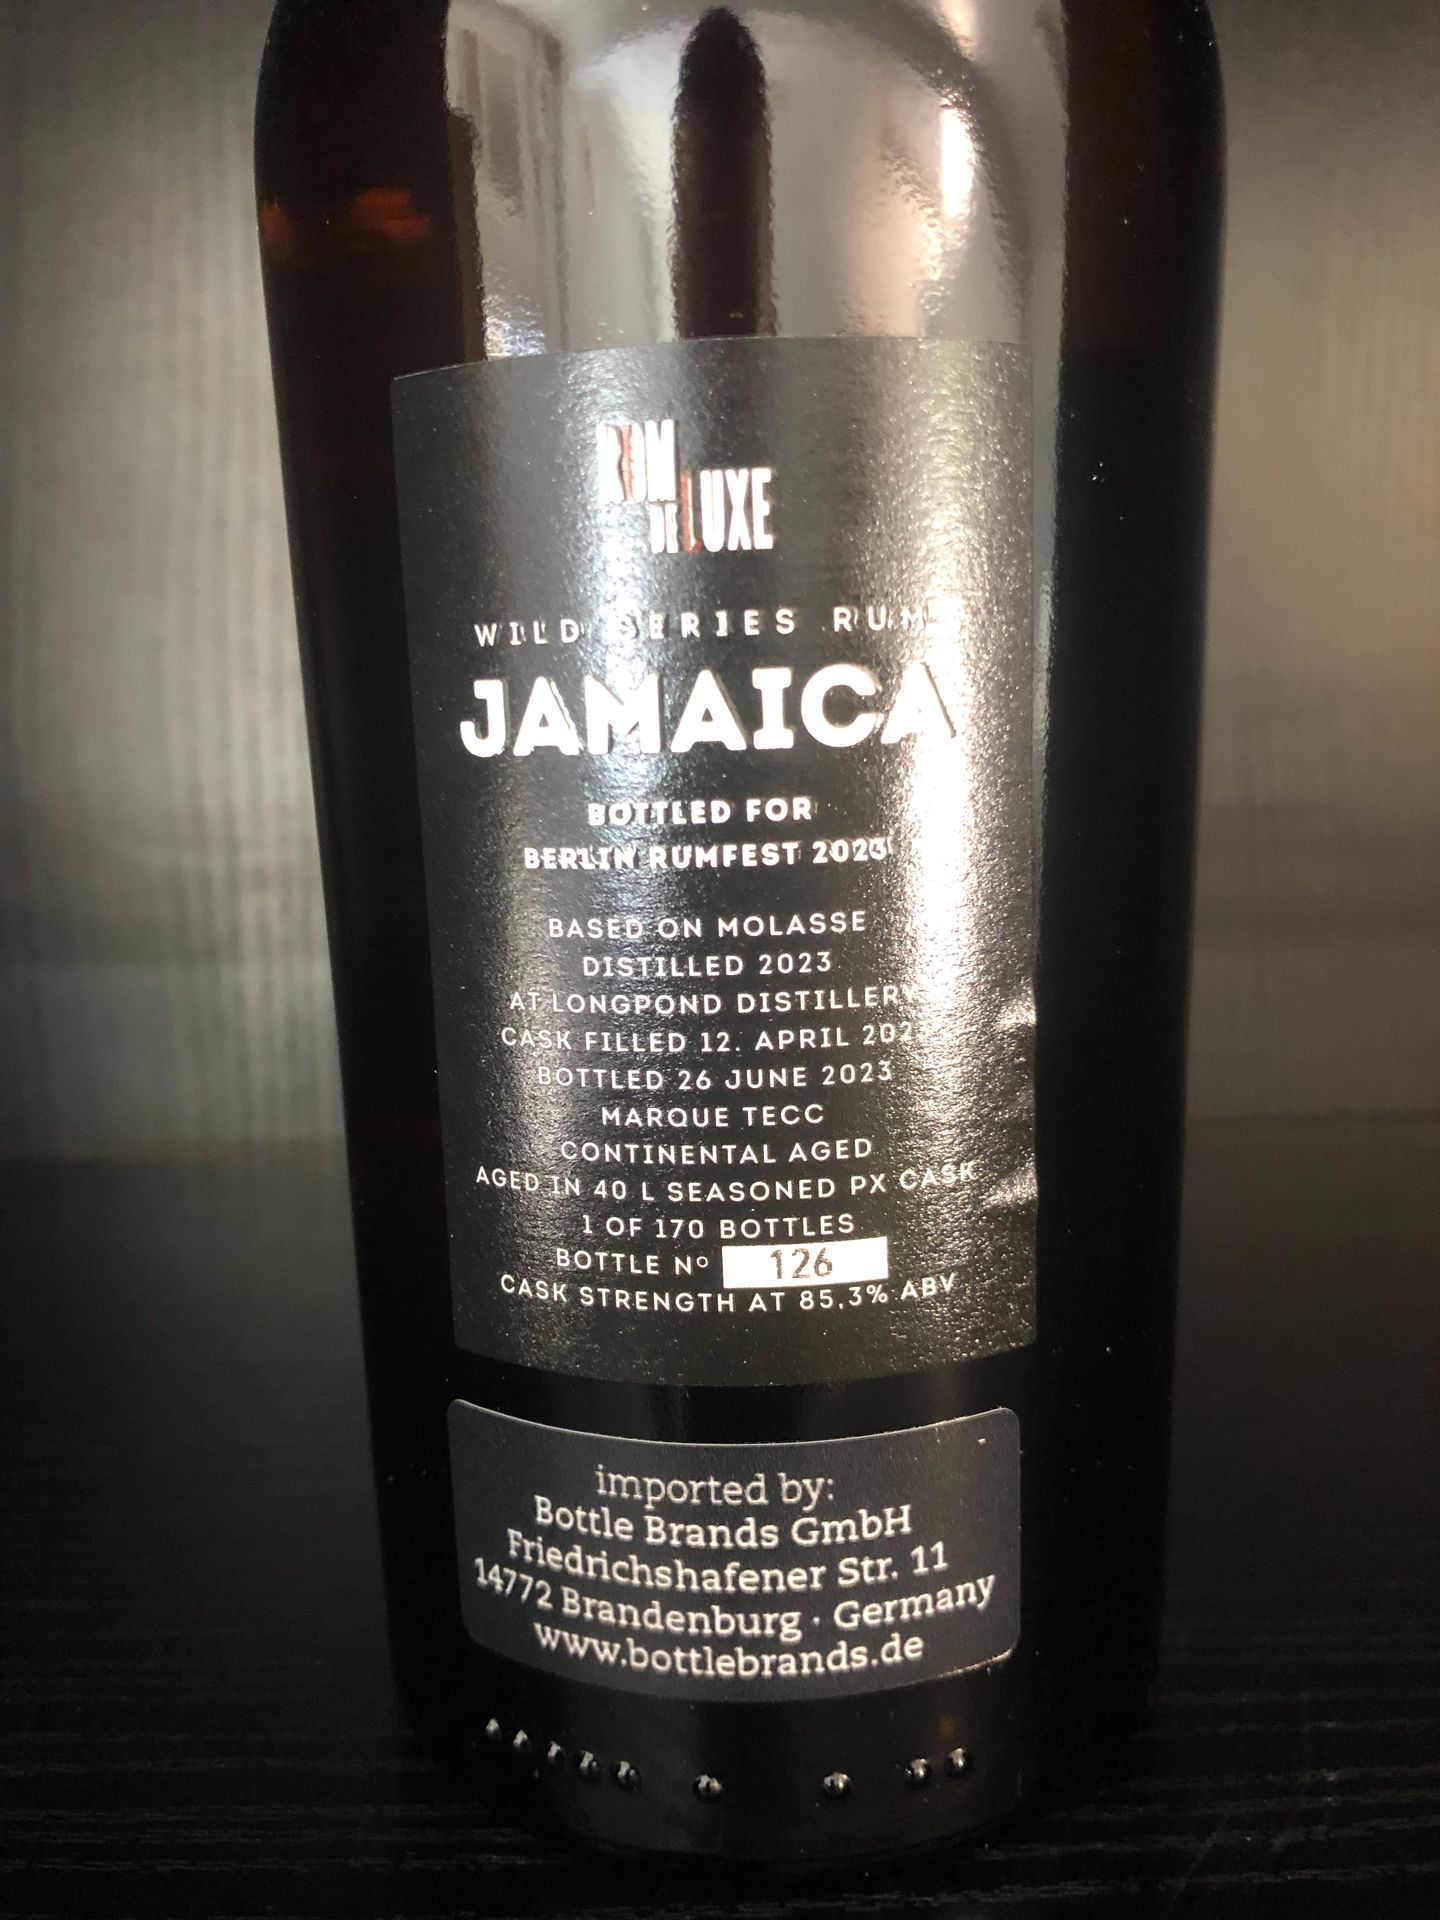 ROM
DE LUXE
WILD SERIES RUM
JAMAICA
BOTTLED FOR
BERLIN RUMFEST 2023
BASED ON MOLASSE
DISTILLED 2023
AT LONGPOND DISTILLERY
CASK FILLED 12. APRIL
BOTTLED 26 JUNE 2023
MARQUE TECC
CONTINENTAL AGED
AGED IN 40 L SEASONED PX CASK
1 OF 170 BOTTLES
BOTTLE Nº 126
CASK STRENGTH AT 85,3% ABV
imported by:
Bottle Brands GmbH
Friedrichshafener Str. 11
14772 Brandenburg · Germany
www.bottlebrands.de